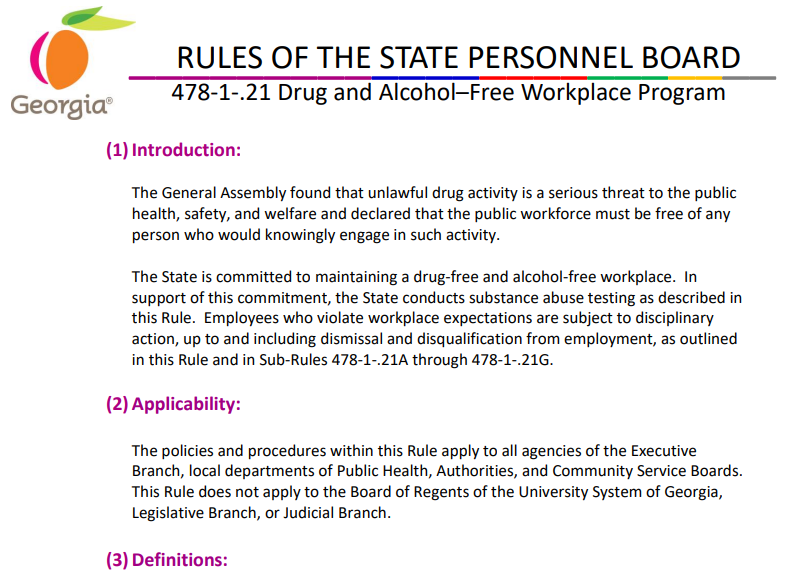 RULES OF THE STATE PERSONNEL BOARD
Georgia®
478-1-.21 Drug and Alcohol–Free Workplace Program
(1) Introduction:
The General Assembly found that unlawful drug activity is a serious threat to the public
health, safety, and welfare and declared that the public workforce must be free of any
person who would knowingly engage in such activity.
The State is committed to maintaining a drug-free and alcohol-free workplace.  In
support of this commitment, the State conducts substance abuse testing as described in
this Rule.  Employees who violate workplace expectations are subject to disciplinary
action, up to and including dismissal and disqualification from employment, as outlined
in this Rule and in Sub-Rules 478-1-.21A through 478-1-.21G.
(2) Applicability:
The policies and procedures within this Rule apply to all agencies of the Executive
Branch, local departments of Public Health, Authorities, and Community Service Boards.
This Rule does not apply to the Board of Regents of the University System of Georgia,
Legislative Branch, or Judicial Branch.
(3) Definitions: